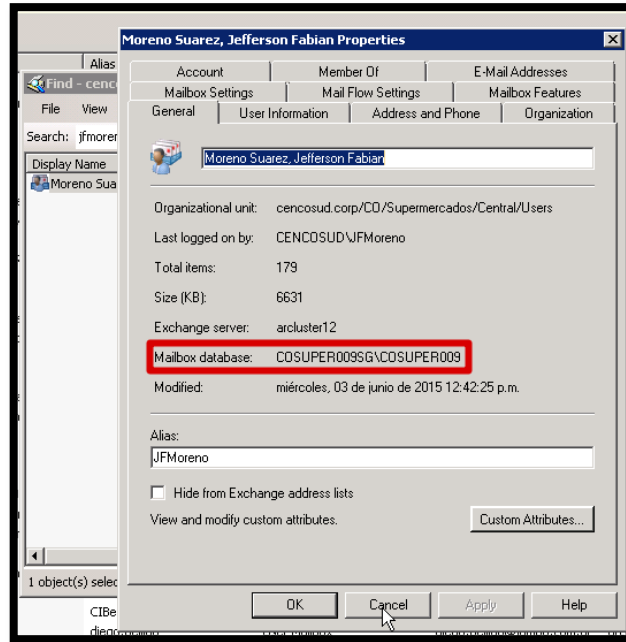 Moreno Suarez, Jefferson Fabian Properties
Alias
Find - cenco
File View
Search: jfmorer
Display Name
Moreno Sua
Account Member Of E-Mail Addresses
Mailbox Settings Mail Flow Settings Mailbox Features
General User Information Address and Phone Organization
Moreno Suarez, Jefferson Fabian
Organizational unit: cencosud.corp/CO/Supermercados/Central/Users
Last logged on by: CENCOSUD\JFMoreno
Total items: 179
Size (KB): 6631
Exchange server: arcluster12
Mailbox database: COSUPER009SG\COSUPER009
Modified: miércoles, 03 de junio de 2015 12:42:25 p.m.
Alias:
JFMoreno
Hide from Exchange address lists
View and modify custom attributes. Custom Attributes...
1 object(s) selec
OK Cancel Apply Help
CIBe